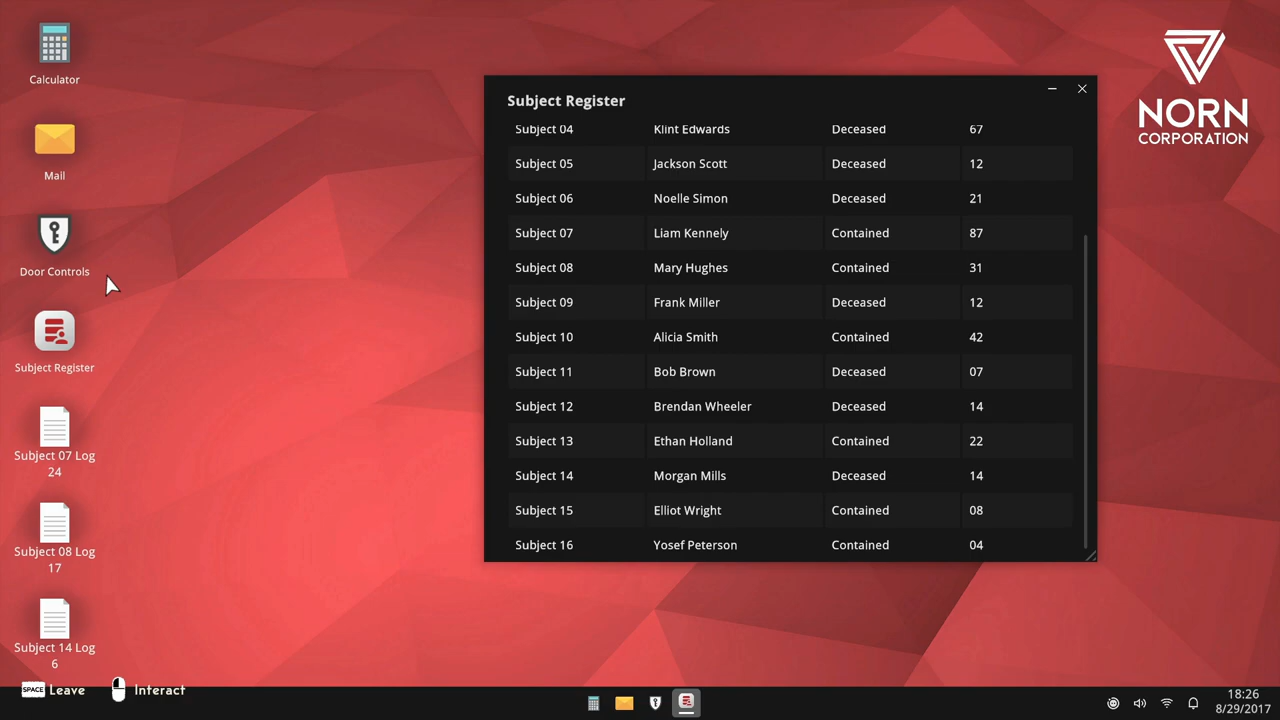 Calculator
Mail
Door Controls
Subject Register
Subject 07 Log
24
Subject 08 Log
17
Subject 14 Log
6
Subject Register
Subject 04 Klint Edwards Deceased 67
Subject 05 Jackson Scott Deceased 12
Subject 06 Noelle Simon Deceased 21
Subject 07 Liam Kennely Contained 87
Subject 08 Mary Hughes Contained 31
Subject 09 Frank Miller Deceased 12
Subject 10 Alicia Smith Contained 42
Subject 11 Bob Brown Deceased 07
Subject 12 Brendan Wheeler Deceased 14
Subject 13 Ethan Holland Contained 22
Subject 14 Morgan Mills Deceased 14
Subject 15 Elliot Wright Contained 08
Subject 16 Yosef Peterson Contained 04
NORN
CORPORATION
SPACE Leave Interact
18:26
8/29/2017